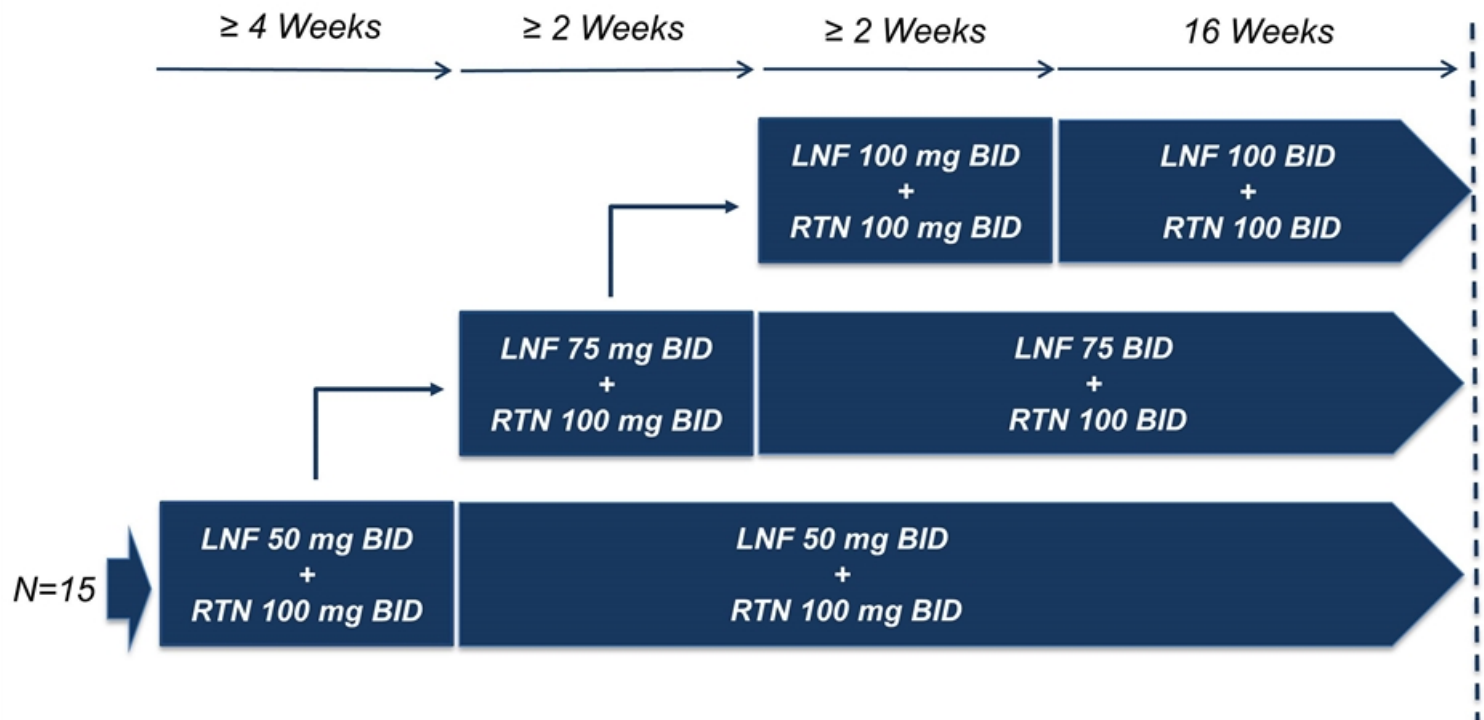 ≥ 4 Weeks
≥ 2 Weeks
≥ 2 Weeks
16 Weeks
LNF 100 mg BID
+
RTN 100 mg BID
LNF 100 BID
+
RTN 100 BID
LNF 75 mg BID
+
RTN 100 mg BID
LNF 75 BID
+
RTN 100 BID
N=15
LNF 50 mg BID
+
RTN 100 mg BID
LNF 50 mg BID
+
RTN 100 mg BID